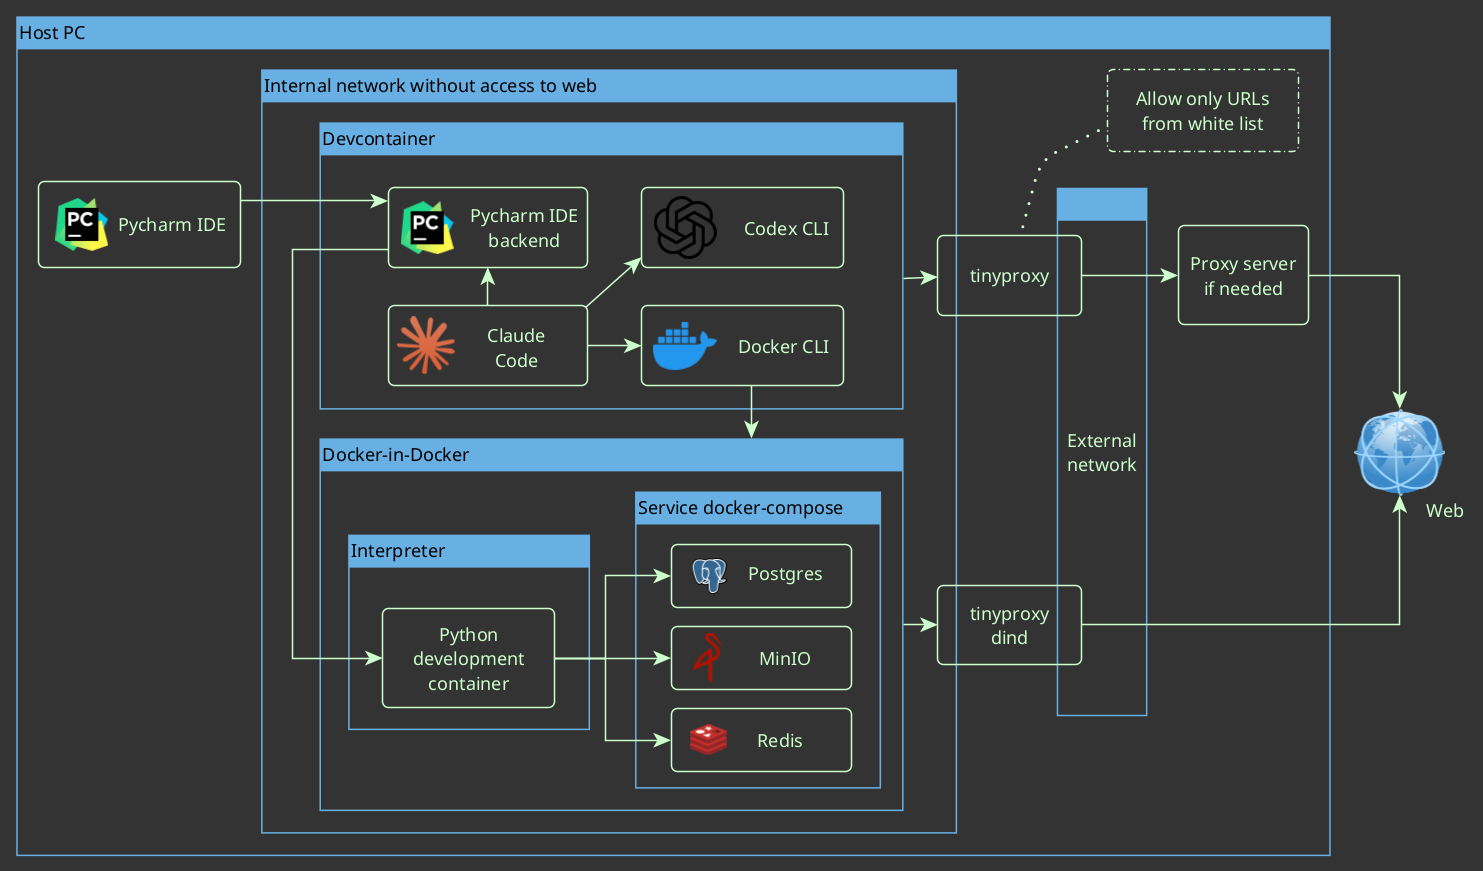 Host PC
Internal network without access to web
Allow only URLs
from white list
Devcontainer
PC
Pycharm IDE
PC
Pycharm IDE
backend
Codex CLI
tinyproxy
Proxy server
if needed
Claude
Code
Docker CLI
External
network
Web
Docker-in-Docker
Service docker-compose
Interpreter
Postgres
Python
development
container
MinIO
tinyproxy
dind
Redis